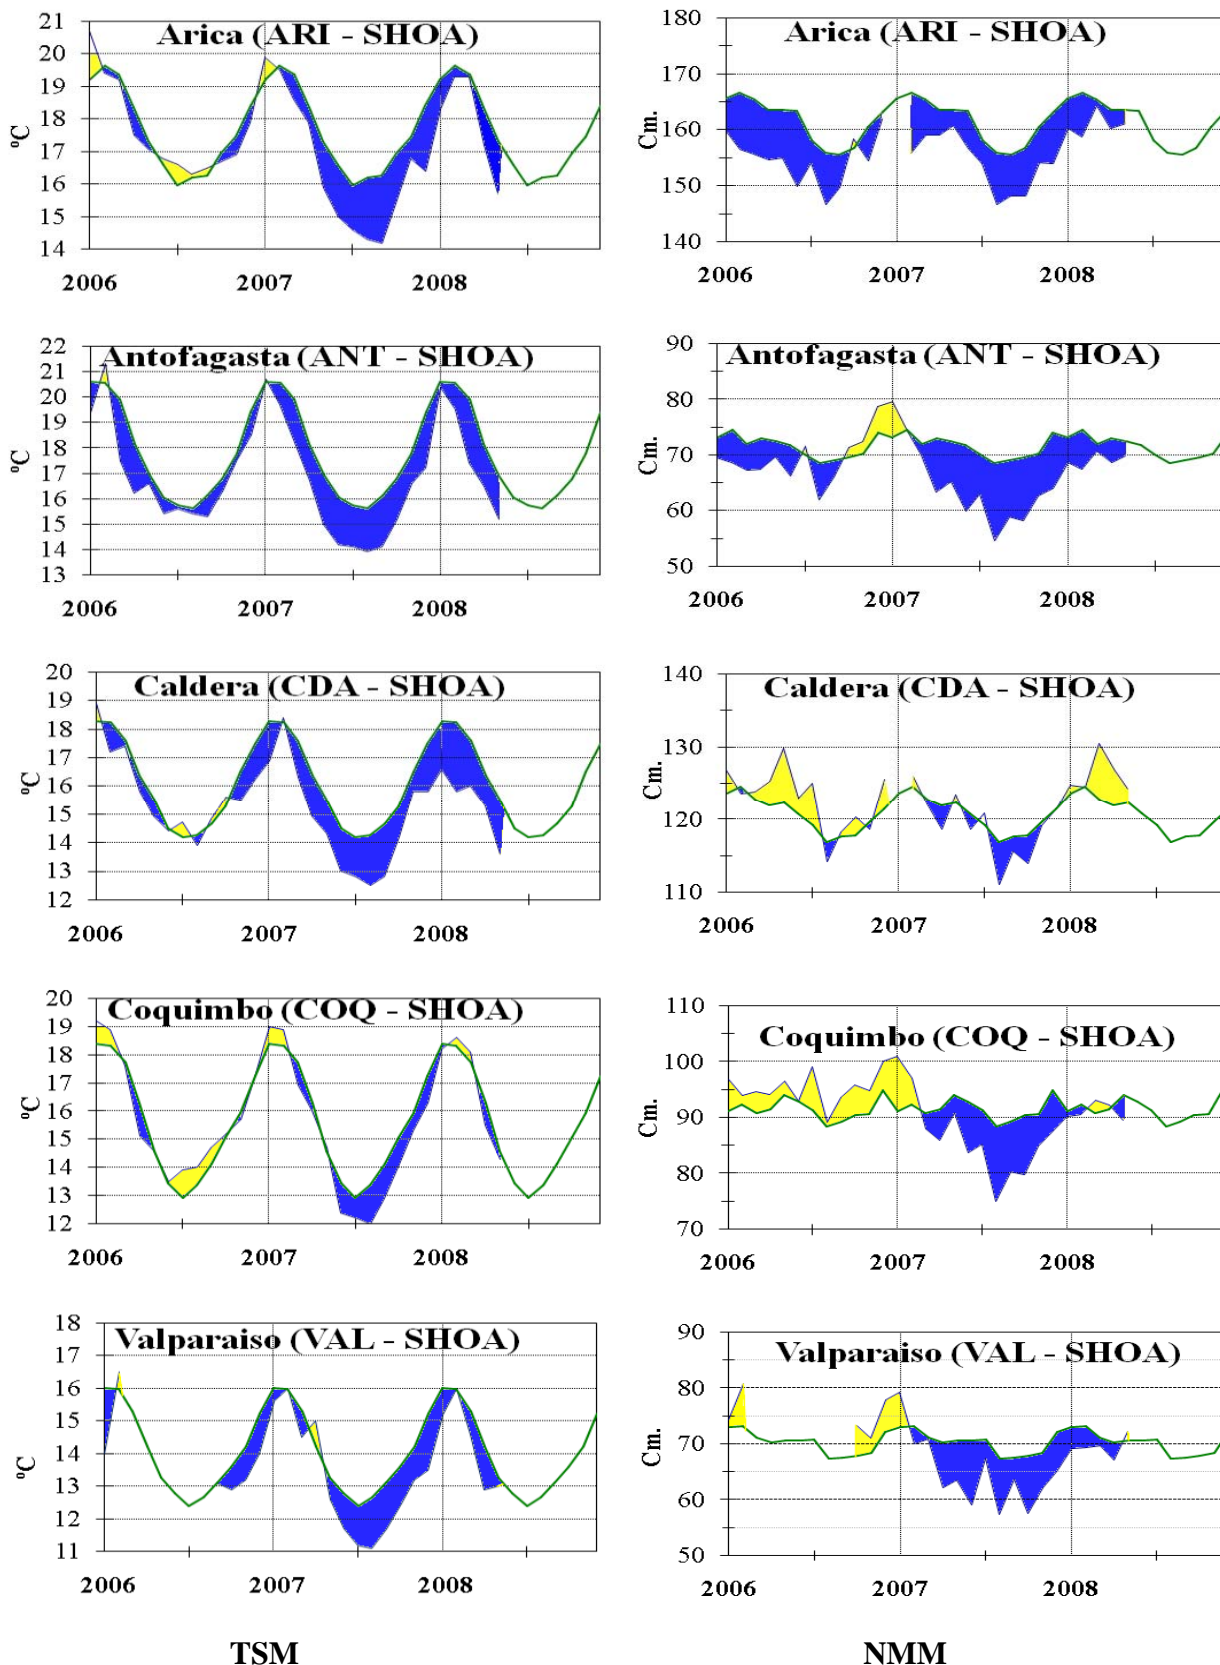 Arica (ARI - SHOA)
21
20
19
18
17
16
15
14
ºC
2006 2007 2008
Arica (ARI - SHOA)
180
170
160
150
140
Cm.
2006 2007 2008
Antofagasta (ANT - SHOA)
22
21
20
19
18
17
16
15
14
13
ºC
2006 2007 2008
Antofagasta (ANT - SHOA)
90
80
70
60
50
Cm.
2006 2007 2008
Caldera (CDA - SHOA)
20
19
18
17
16
15
14
13
12
ºC
2006 2007 2008
Caldera (CDA - SHOA)
140
130
120
110
Cm.
2006 2007 2008
Coquimbo (COQ - SHOA)
20
19
18
17
16
15
14
13
12
ºC
2006 2007 2008
Coquimbo (COQ - SHOA)
110
100
90
80
70
Cm.
2006 2007 2008
Valparaiso (VAL - SHOA)
18
17
16
15
14
13
12
11
ºC
2006 2007 2008
Valparaiso (VAL - SHOA)
90
80
70
60
50
Cm.
2006 2007 2008
TSM
NMM